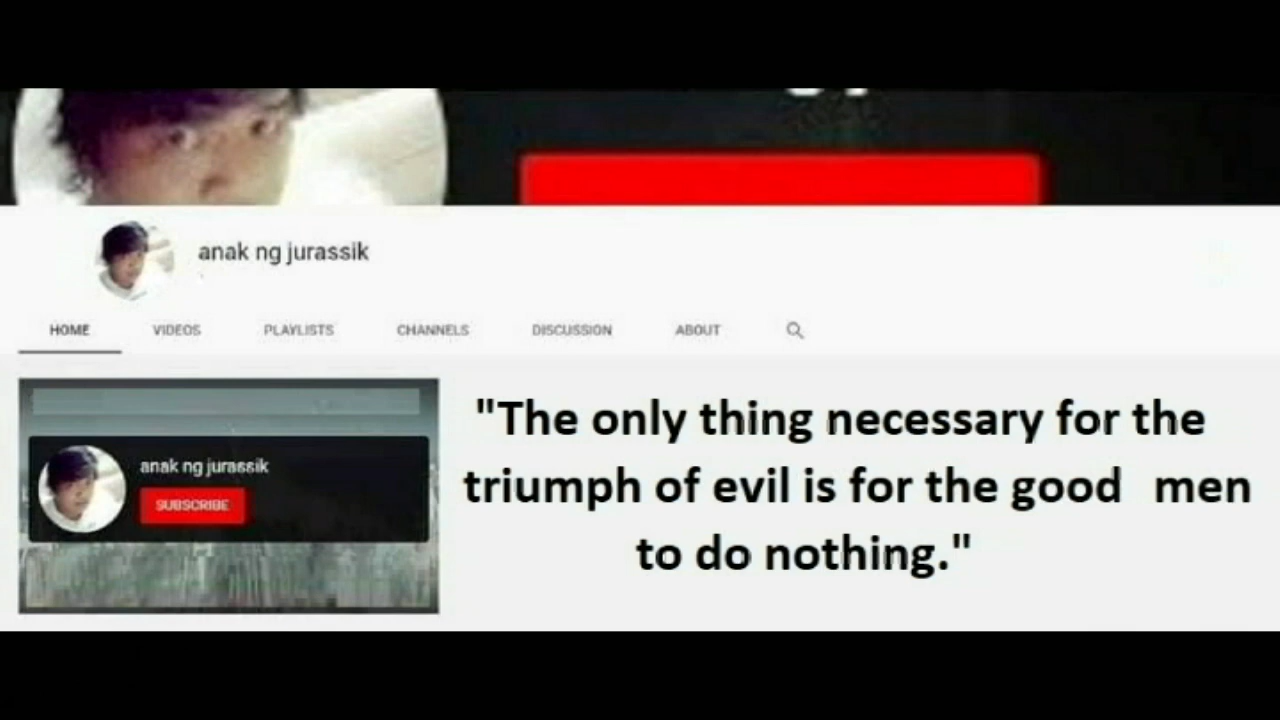 anak ng jurassik
HOME VIDEOS PLAYLISTS CHANNELS DISCUSSION ABOUT
anak ng jurassik
SUBSCRIBE
"The only thing necessary for the
triumph of evil is for the good men
to do nothing."